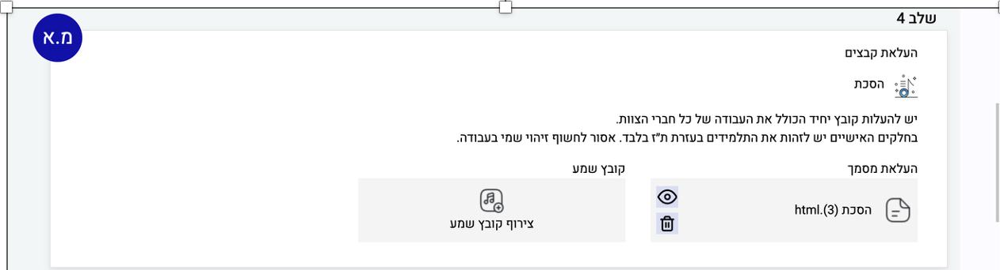 שלב 4
מ.א
העלאת קבצים
הסכת
יש להעלות קובץ יחיד הכולל את העבודה של כל חברי הצוות.
בחלקים האישיים יש לזהות את התלמידים בעזרת ת״ז בלבד. אסור לחשוף זיהוי שמי בעבודה.
העלאת מסמך
הסכת (3).html
קובץ שמע
צירוף קובץ שמע